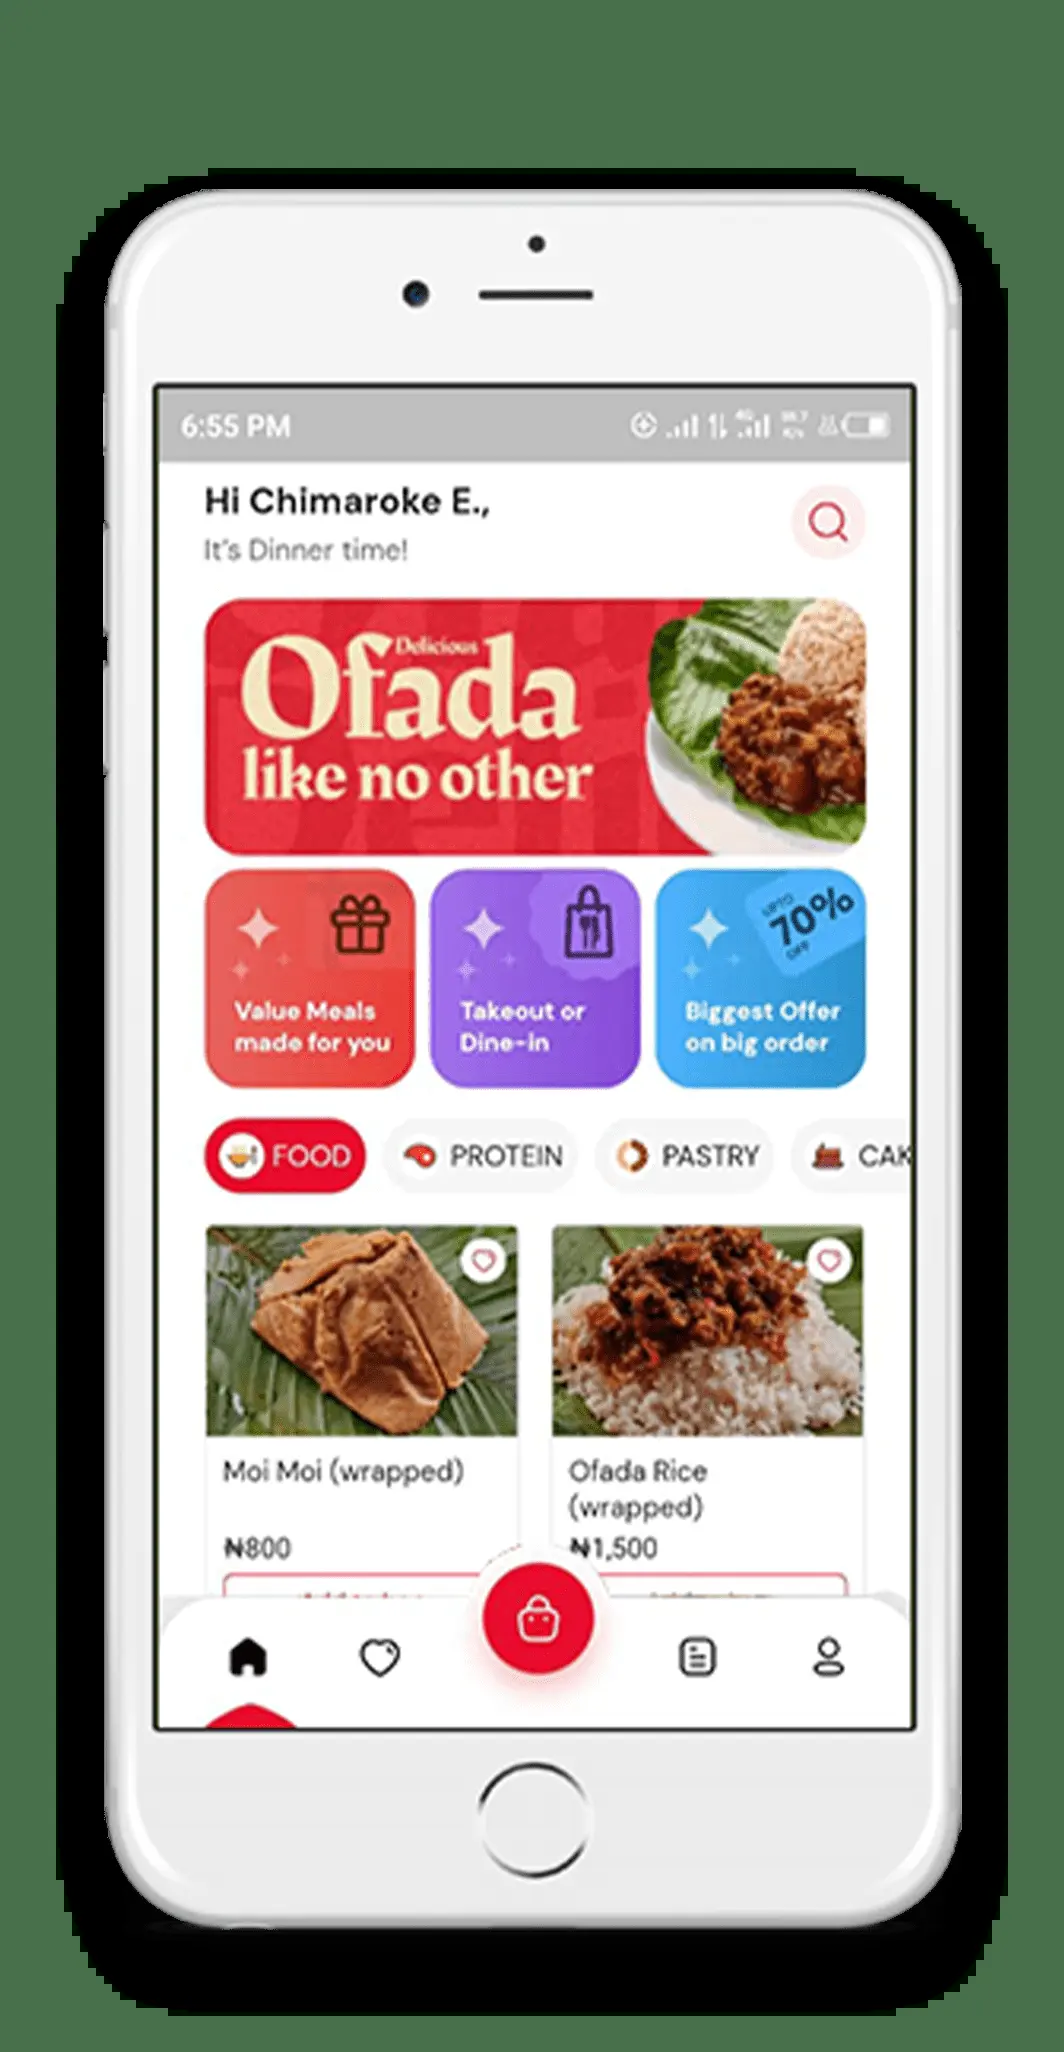 6:55 PM
Hi Chimaroke E.,
It's Dinner time!
Delicious
Ofada
like no other
Value Meals
made for you
Takeout or
Dine-in
UPTO
70%
OFF
Biggest Offer
on big order
FOOD
PROTEIN
PASTRY
CAK
Moi Moi (wrapped)
₦800
Ofada Rice
(wrapped)
₦1,500